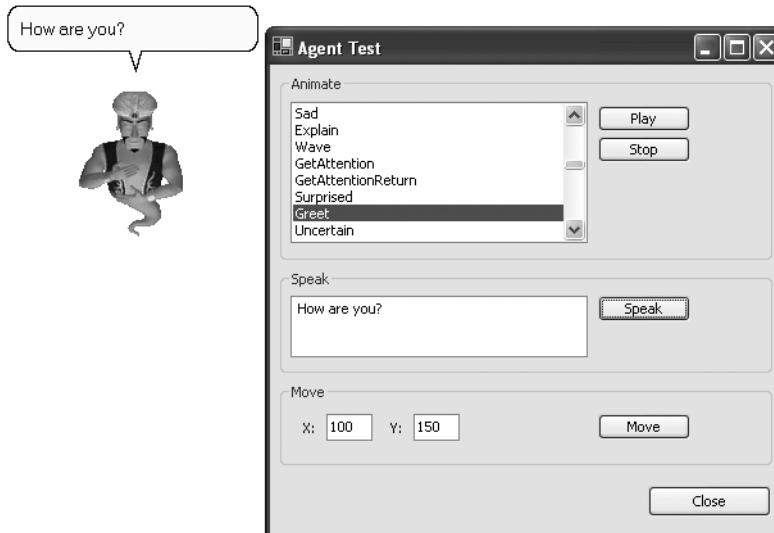 How are you?
Agent Test
Animate
Sad
Explain
Wave
GetAttention
GetAttentionReturn
Surprised
Greet
Uncertain
Play
Stop
Speak
How are you?
Speak
Move
X: 100 Y: 150 Move
Close